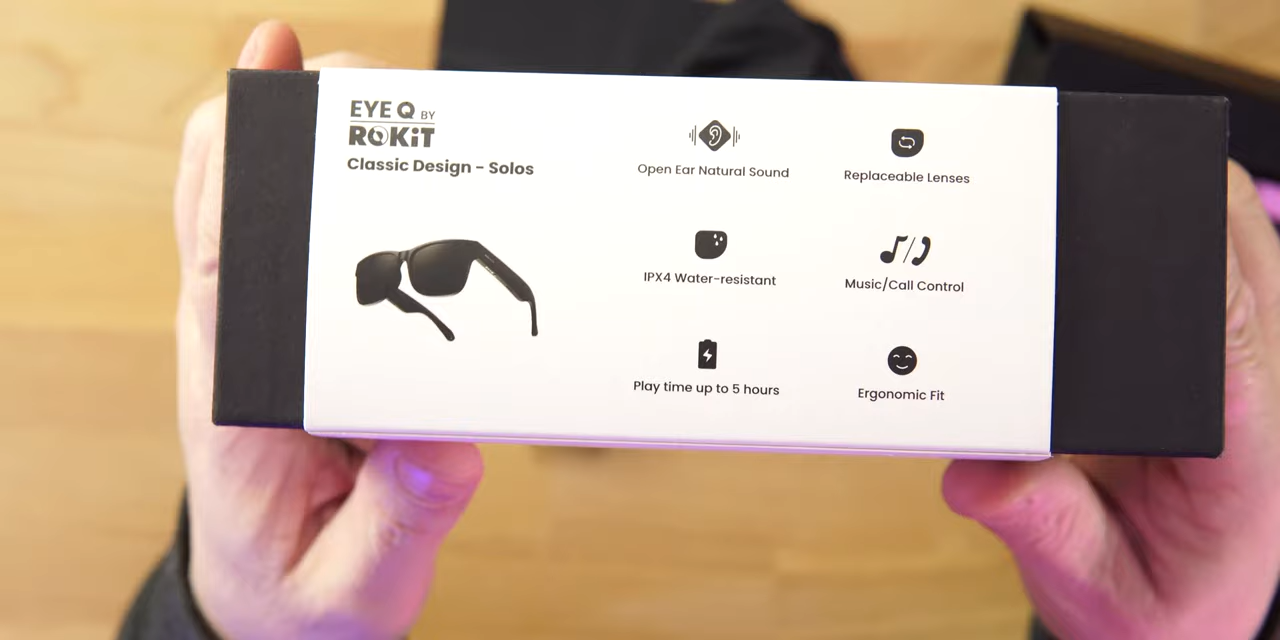 EYE Q BY
ROKiT
Classic Design - Solos
Open Ear Natural Sound
Replaceable Lenses
IPX4 Water-resistant
Music/Call Control
Play time up to 5 hours
Ergonomic Fit